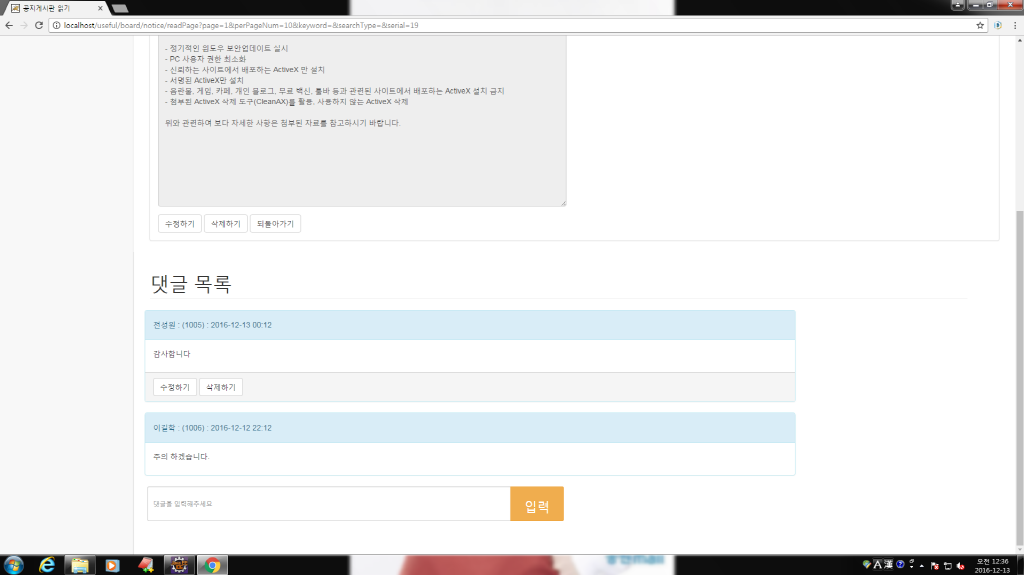 공지게시판 읽기
localhost/useful/board/notice/readPage?page=1&perPageNum=10&keyword=&searchType=&serial=19
- 정기적인 윈도우 보안업데이트 실시
- PC 사용자 권한 최소화
- 신뢰하는 사이트에서 배포하는 ActiveX 만 설치
- 서명된 ActiveX만 설치
- 음란물, 게임, 카페, 개인 블로그, 무료 백신, 툴바 등과 관련된 사이트에서 배포하는 ActiveX 설치 금지
- 첨부된 ActiveX 삭제 도구(CleanAX)를 활용, 사용하지 않는 ActiveX 삭제
위와 관련하여 보다 자세한 사항은 첨부된 자료를 참고하시기 바랍니다.
수정하기 삭제하기 되돌아가기
댓글 목록
전성원 : (1005) : 2016-12-13 00:12
감사합니다
수정하기 삭제하기
이길학 : (1006) : 2016-12-12 22:12
주의 하겠습니다.
댓글을 입력해주세요
입력
A 漢
오전 12:36
2016-12-13